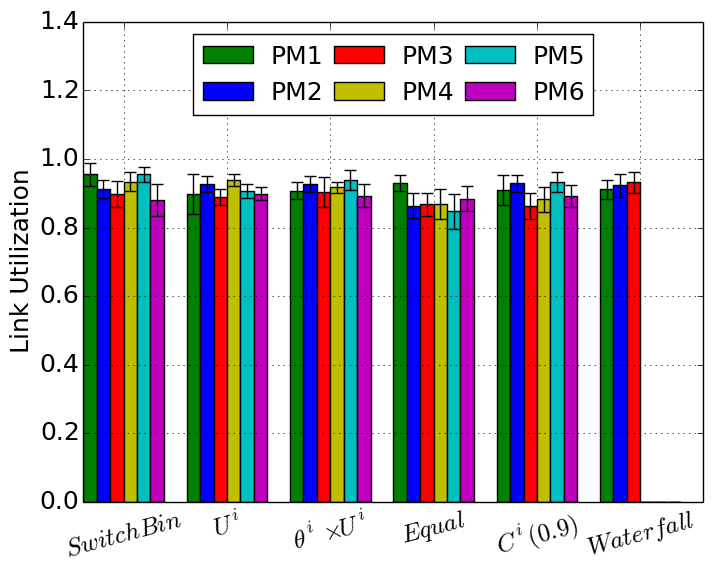 1.4
1.2
1.0
0.8
0.6
0.4
0.2
0.0
Link Utilization
PM1 PM3 PM5
PM2 PM4 PM6
SwitchBin U^i θ^i ×U^i Equal C^i (0.9) Waterfall